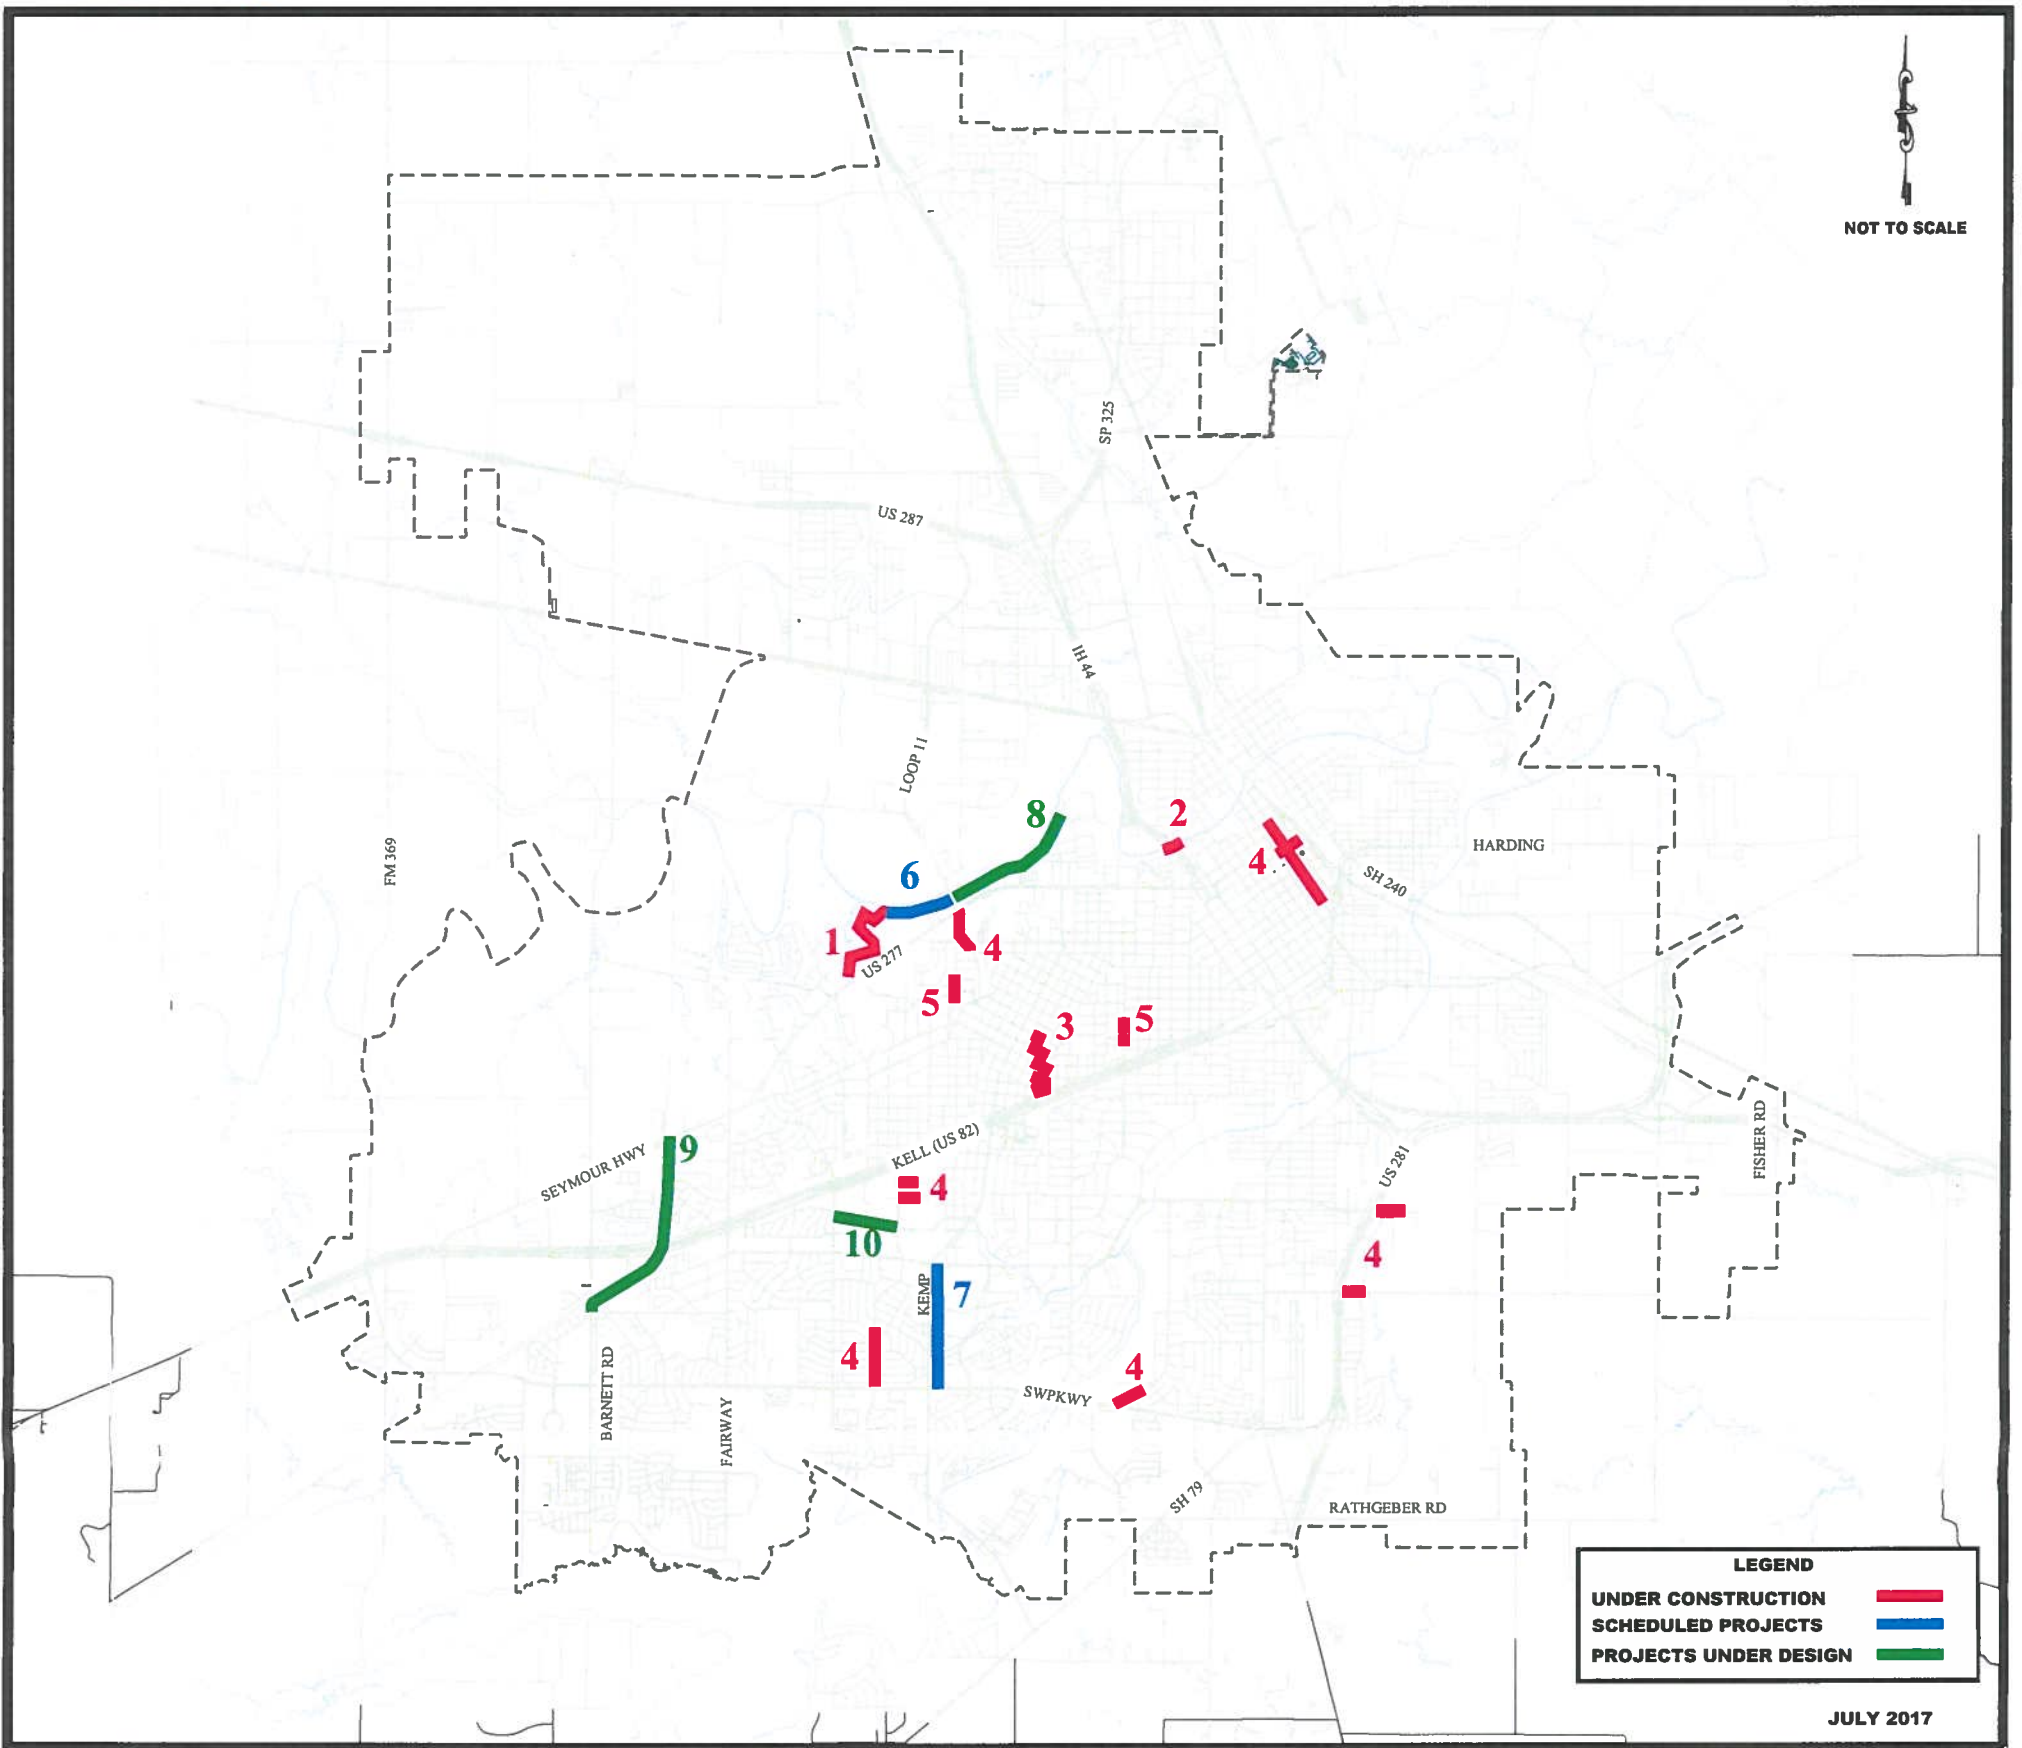 NOT TO SCALE
SP 325
US 287
IH 44
LOOP 11
8
2
HARDING
FM 369
4
6
SH 240
1
US 277
4
5
3
5
9
SEYMOUR HWY
KELL (US 82)
4
US 281
FISHER RD
10
4
KEMP
7
4
4
BARNETT RD
FAIRWAY
SWPKWY
SH 79
RATHGEBER RD
LEGEND
UNDER CONSTRUCTION
SCHEDULED PROJECTS
PROJECTS UNDER DESIGN
JULY 2017